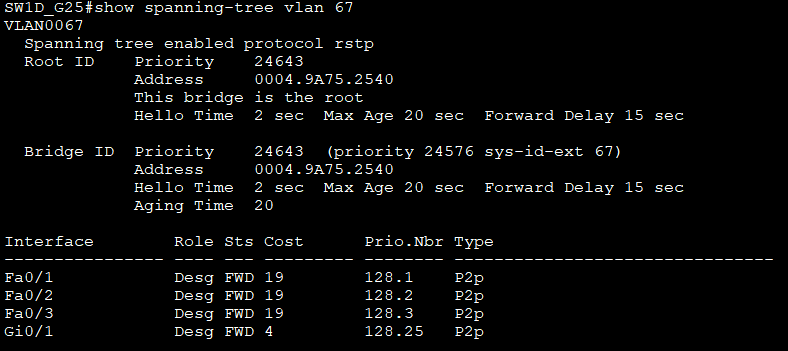 SW1D_G25#show spanning-tree vlan 67
VLAN0067
  Spanning tree enabled protocol rstp
  Root ID    Priority    24643
             Address     0004.9A75.2540
             This bridge is the root
             Hello Time  2 sec  Max Age 20 sec  Forward Delay 15 sec

  Bridge ID  Priority    24643  (priority 24576 sys-id-ext 67)
             Address     0004.9A75.2540
             Hello Time  2 sec  Max Age 20 sec  Forward Delay 15 sec
             Aging Time  20

Interface        Role Sts Cost      Prio.Nbr Type
---------------- ---- --- --------- -------- --------------------------------
Fa0/1            Desg FWD 19        128.1    P2p
Fa0/2            Desg FWD 19        128.2    P2p
Fa0/3            Desg FWD 19        128.3    P2p
Gi0/1            Desg FWD 4         128.25   P2p